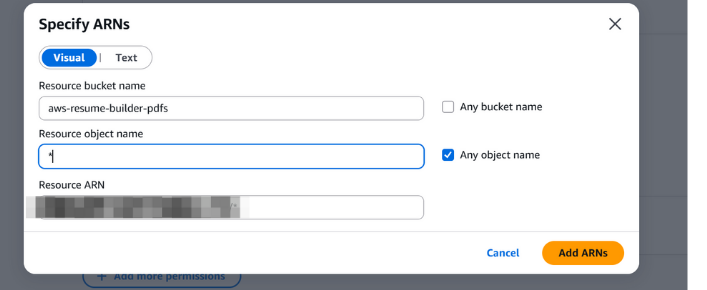 Specify ARNs
Visual | Text
Resource bucket name
aws-resume-builder-pdfs
Any bucket name
Resource object name
*
Any object name
Resource ARN
/*
Cancel
Add ARNs
+ Add more permissions